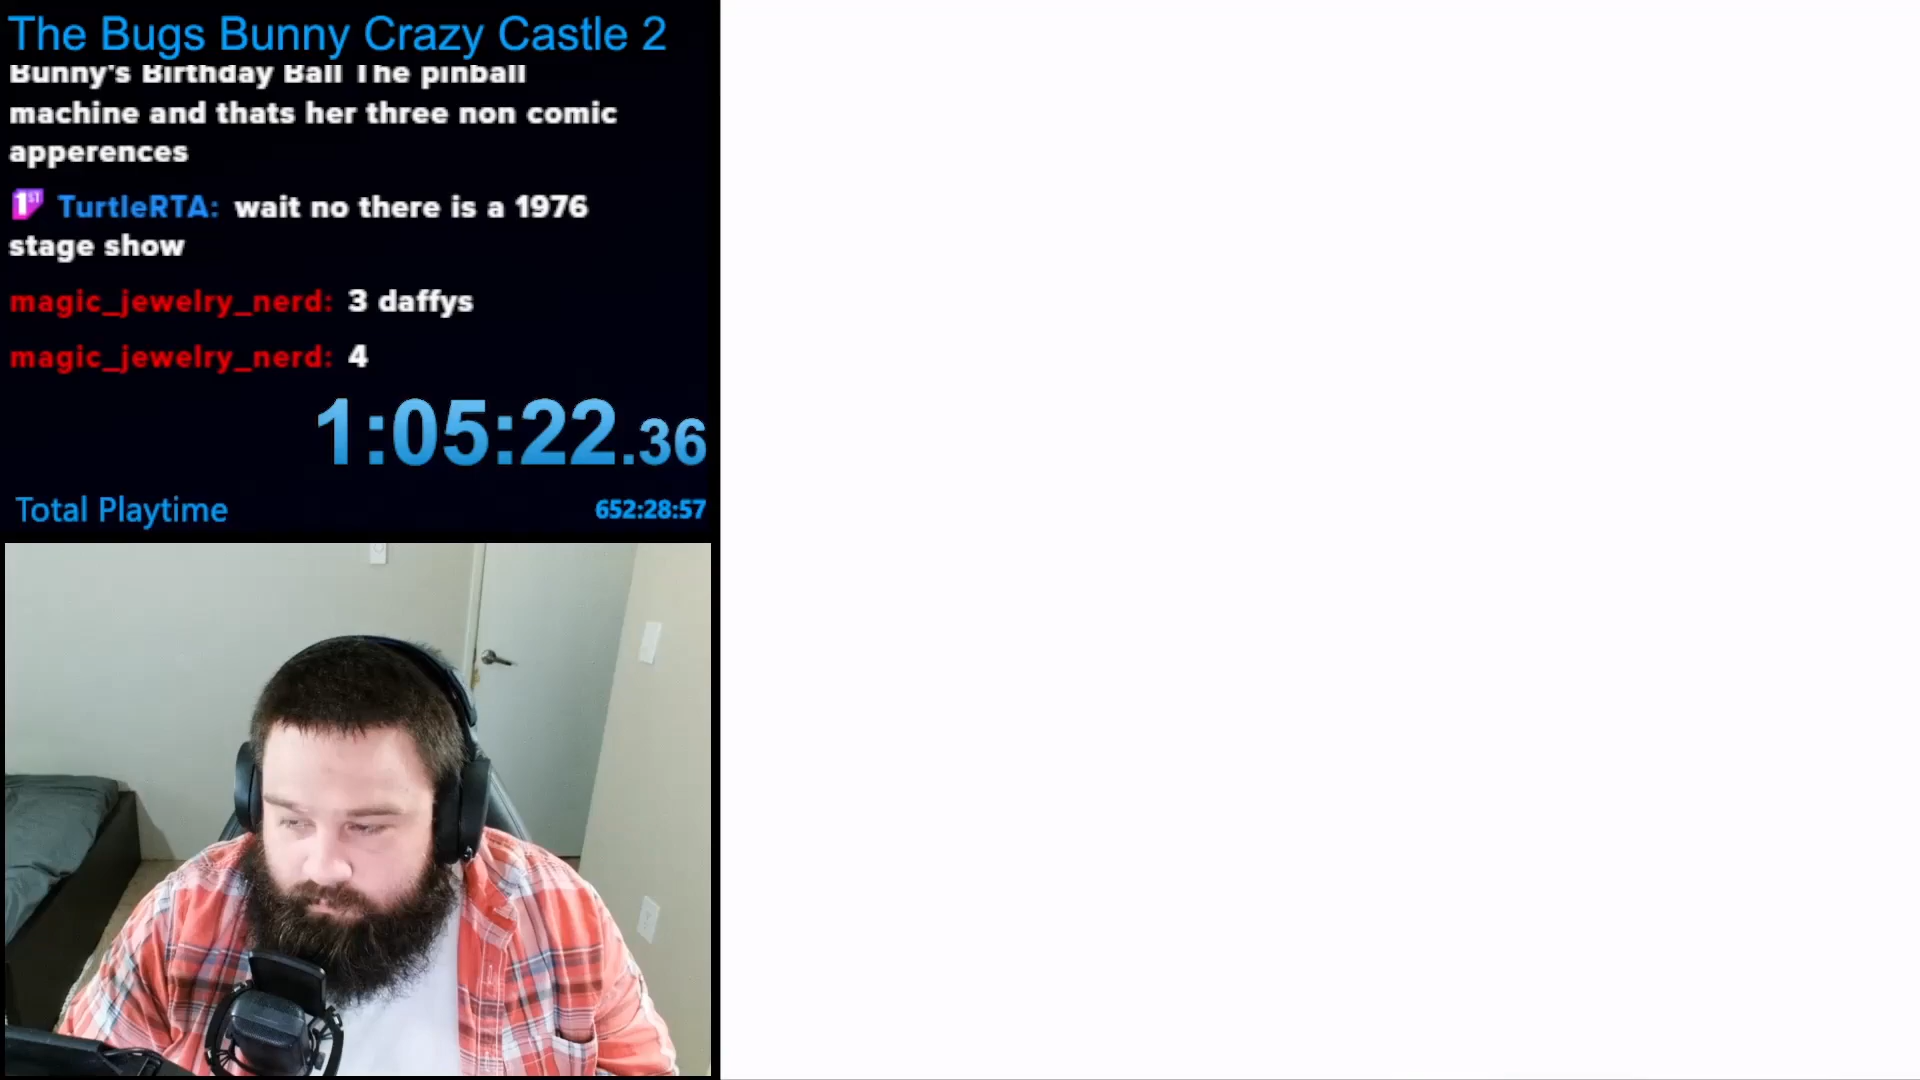 The Bugs Bunny Crazy Castle 2
Bunny's Birthday Ball The pinball
machine and thats her three non comic
apperences
1ST TurtleRTA: wait no there is a 1976
stage show
magic_jewelry_nerd: 3 daffys
magic_jewelry_nerd: 4
1:05:22.36
Total Playtime 652:28:57